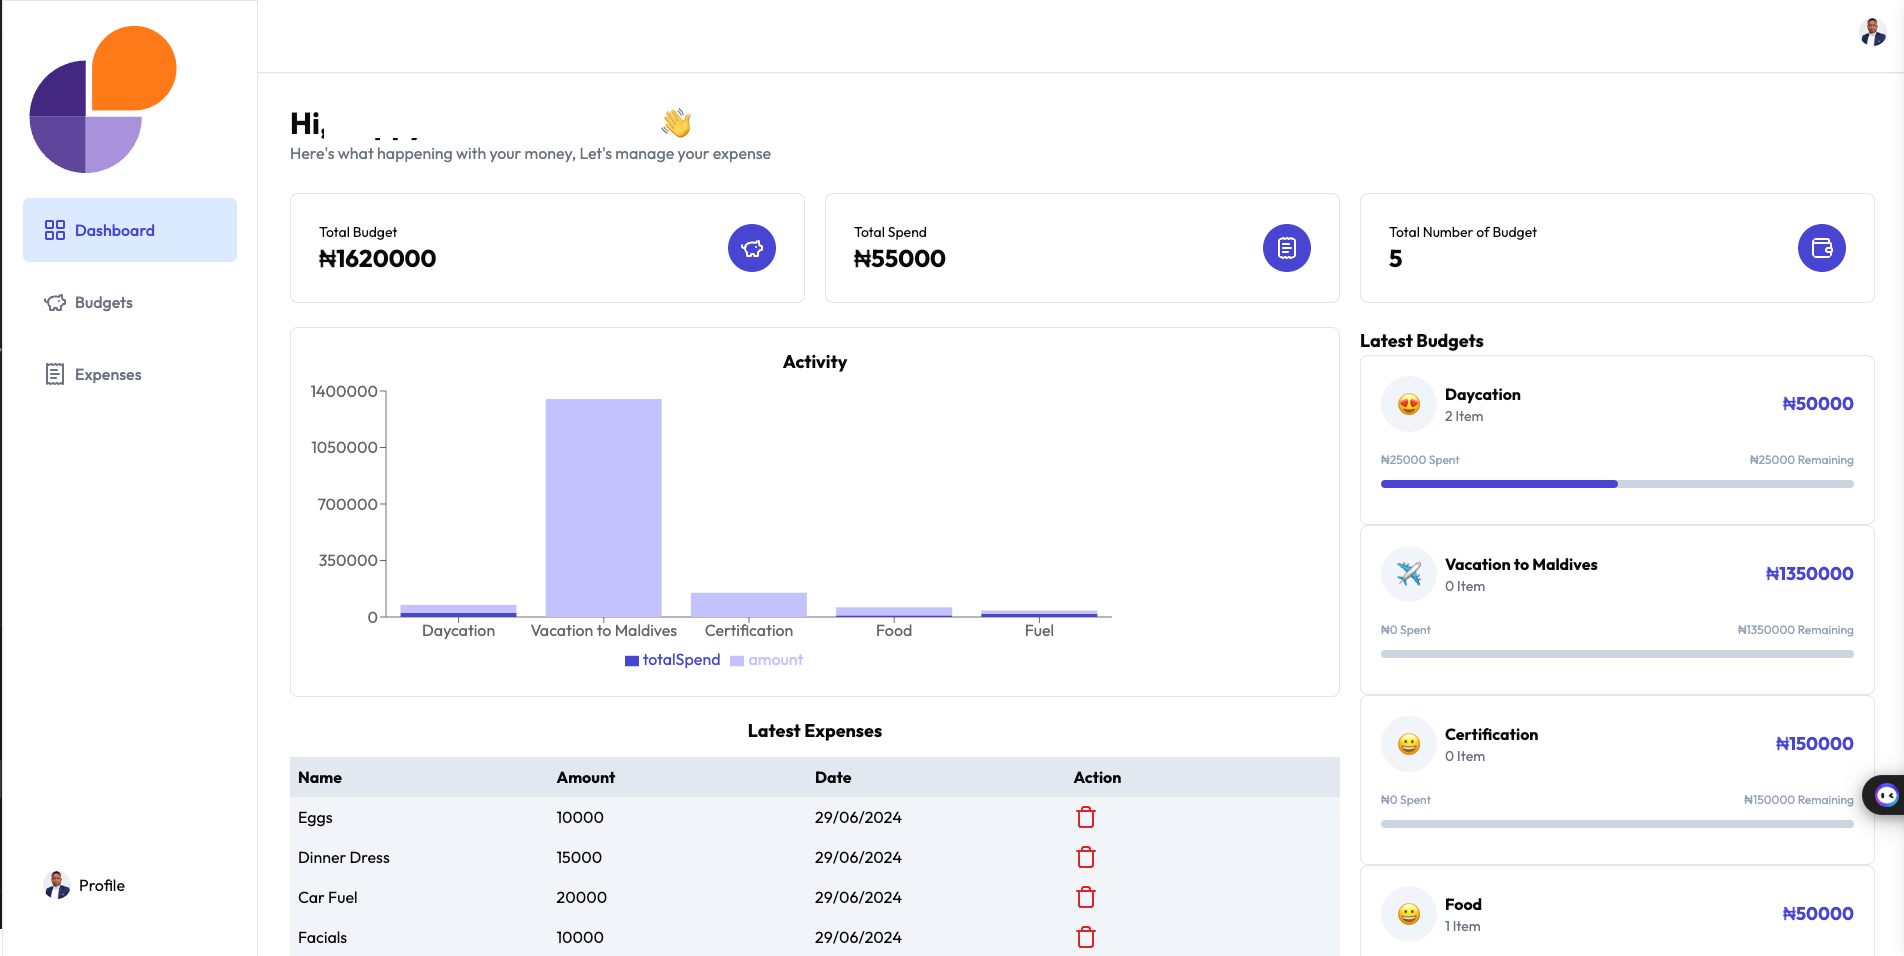 Hi,
👋
Here's what happening with your money, Let's manage your expense
Dashboard
Budgets
Expenses
Profile
Total Budget
₦1620000
Total Spend
₦55000
Total Number of Budget
5
Activity
1400000
1050000
700000
350000
0
Daycation Vacation to Maldives Certification Food Fuel
totalSpend amount
Latest Expenses
Name Amount Date Action
Eggs 10000 29/06/2024
Dinner Dress 15000 29/06/2024
Car Fuel 20000 29/06/2024
Facials 10000 29/06/2024
Latest Budgets
Daycation
2 Item
₦50000
₦25000 Spent ₦25000 Remaining
Vacation to Maldives
0 Item
₦1350000
₦0 Spent ₦1350000 Remaining
Certification
0 Item
₦150000
₦0 Spent ₦150000 Remaining
Food
1 Item
₦50000